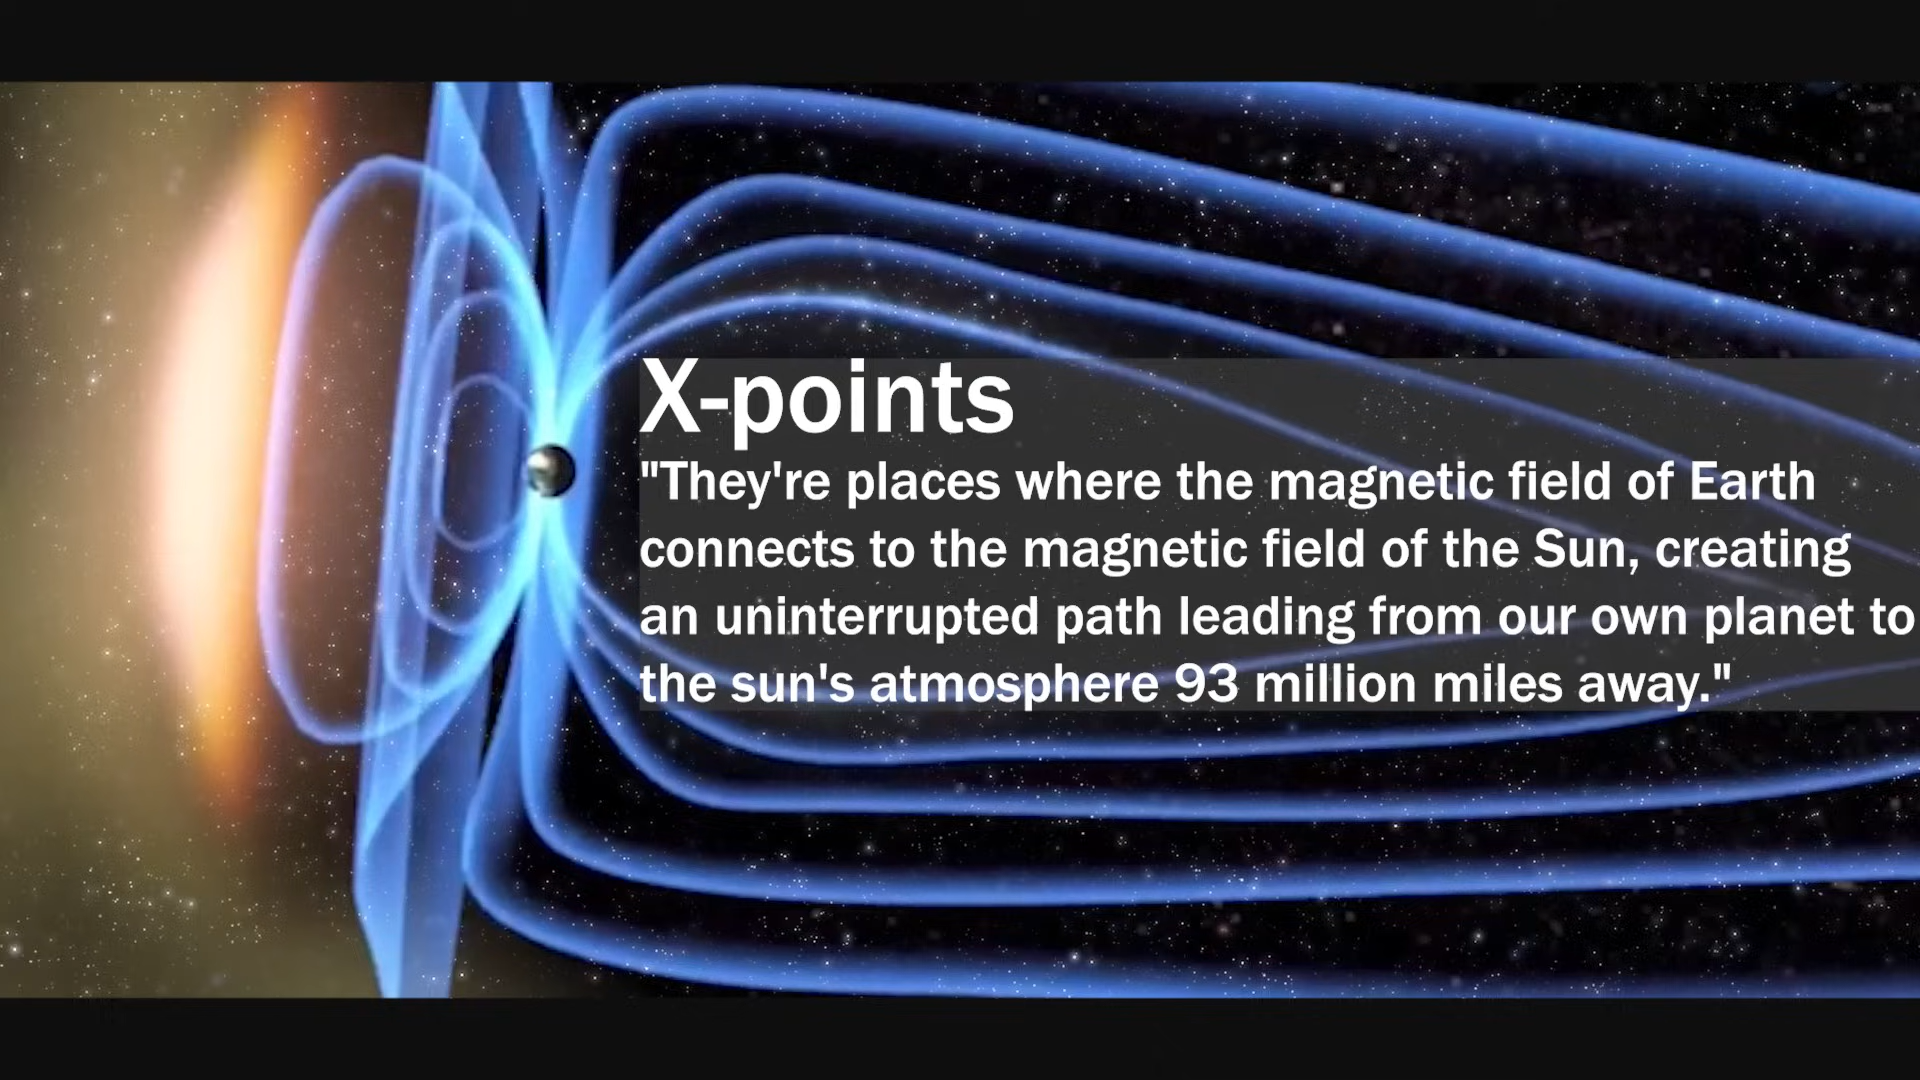 X-points
"They're places where the magnetic field of Earth
connects to the magnetic field of the Sun, creating
an uninterrupted path leading from our own planet to
the sun's atmosphere 93 million miles away."